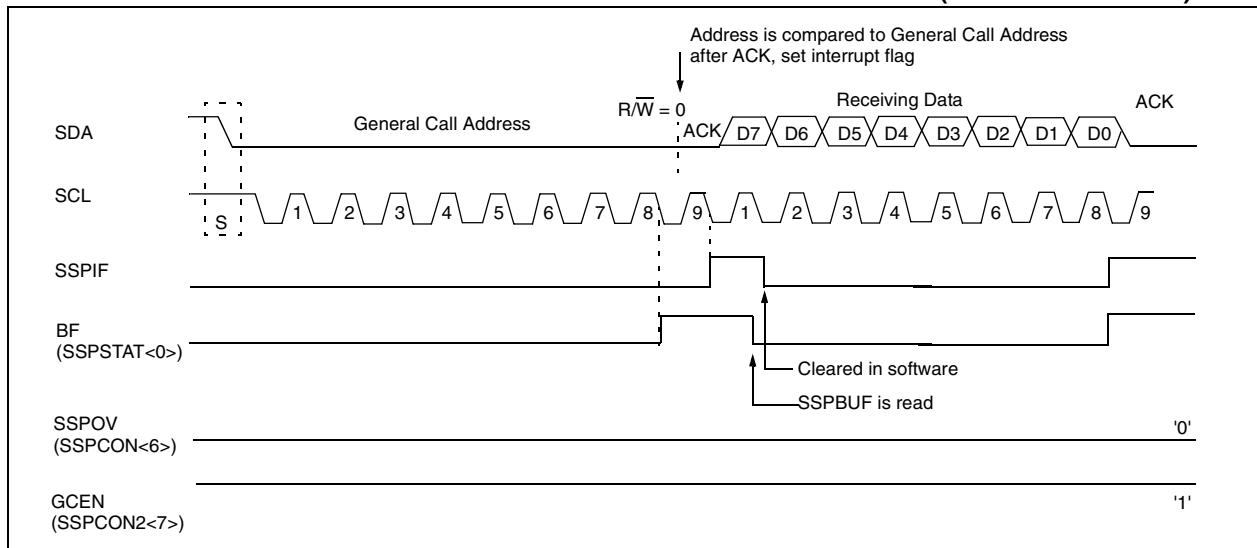 Address is compared to General Call Address
after ACK, set interrupt flag
R/W = 0
Receiving Data
ACK
SDA
General Call Address
ACK
D7 D6 D5 D4 D3 D2 D1 D0
SCL
S
1 2 3 4 5 6 7 8 9 1 2 3 4 5 6 7 8 9
SSPIF
BF
(SSPSTAT<0>)
Cleared in software
SSPBUF is read
SSPOV
(SSPCON<6>)
'0'
GCEN
(SSPCON2<7>)
'1'